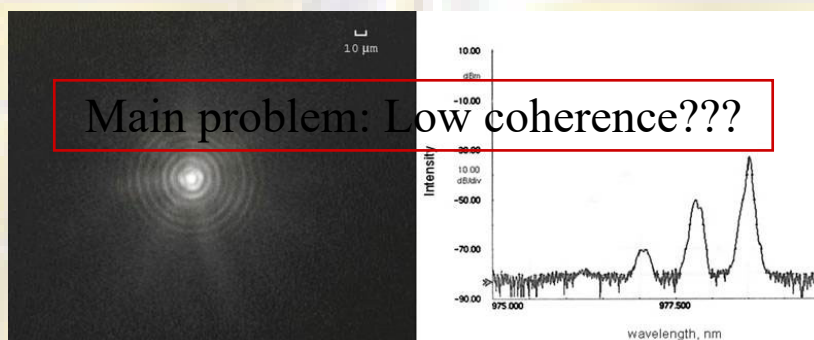 10 µm
Main problem: Low coherence???
10.00
dBm
-10.00
10.00
dB/div
-50.00
-70.00
-90.00
Intensity
975.000
977.500
wavelength, nm